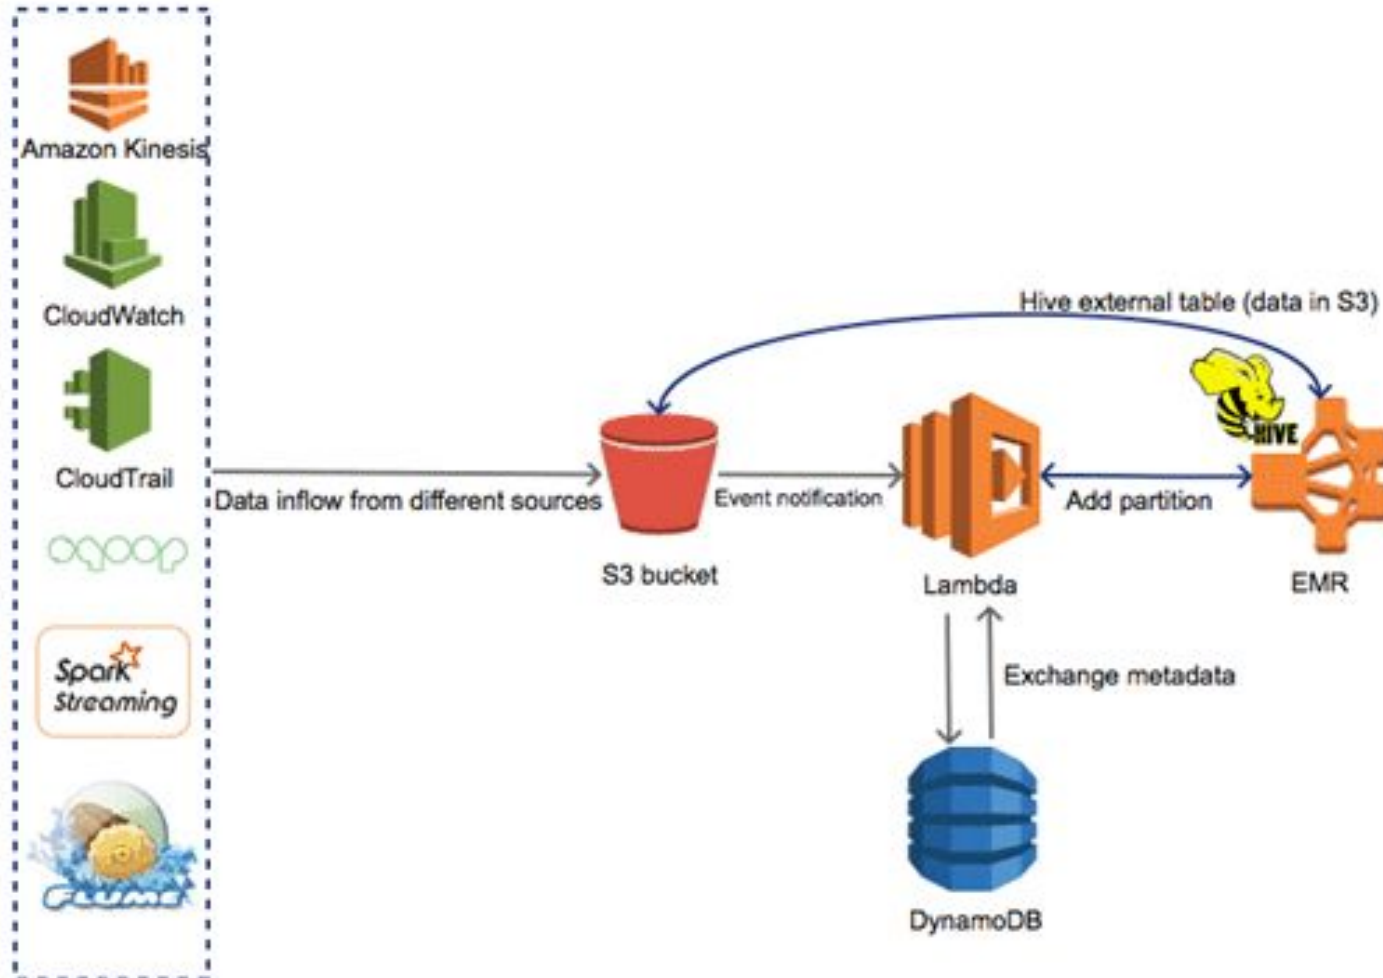 Amazon Kinesis
CloudWatch
CloudTrail
sqoop
Spark
Streaming
FLUME
Data inflow from different sources
S3 bucket
Event notification
Hive external table (data in S3)
HIVE
Lambda
Add partition
EMR
Exchange metadata
DynamoDB